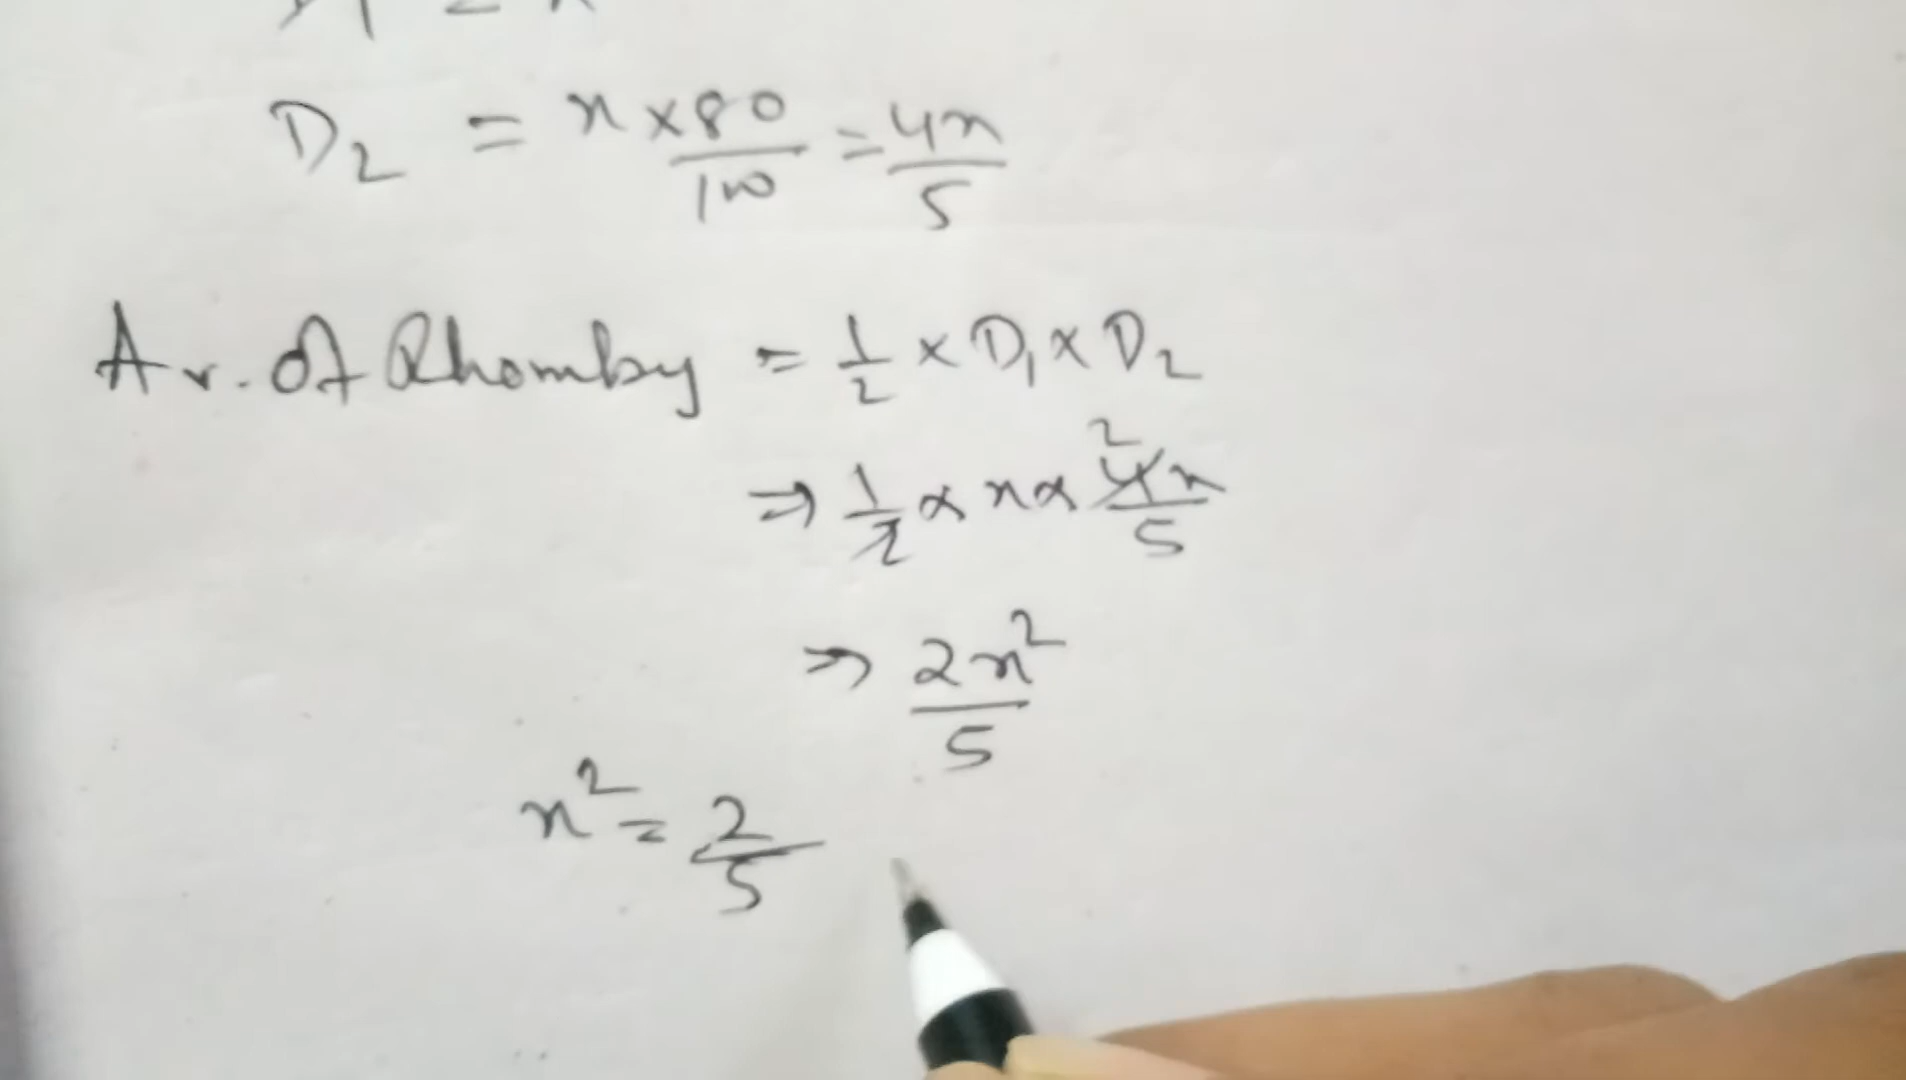 D₂ = x × 80/100 = 4x/5
Ar. Of Rhombus = 1/2 × D₁ × D₂
⇒ 1/2 × x × 4x/5 2
⇒ 2x²/5
x² = 2/5